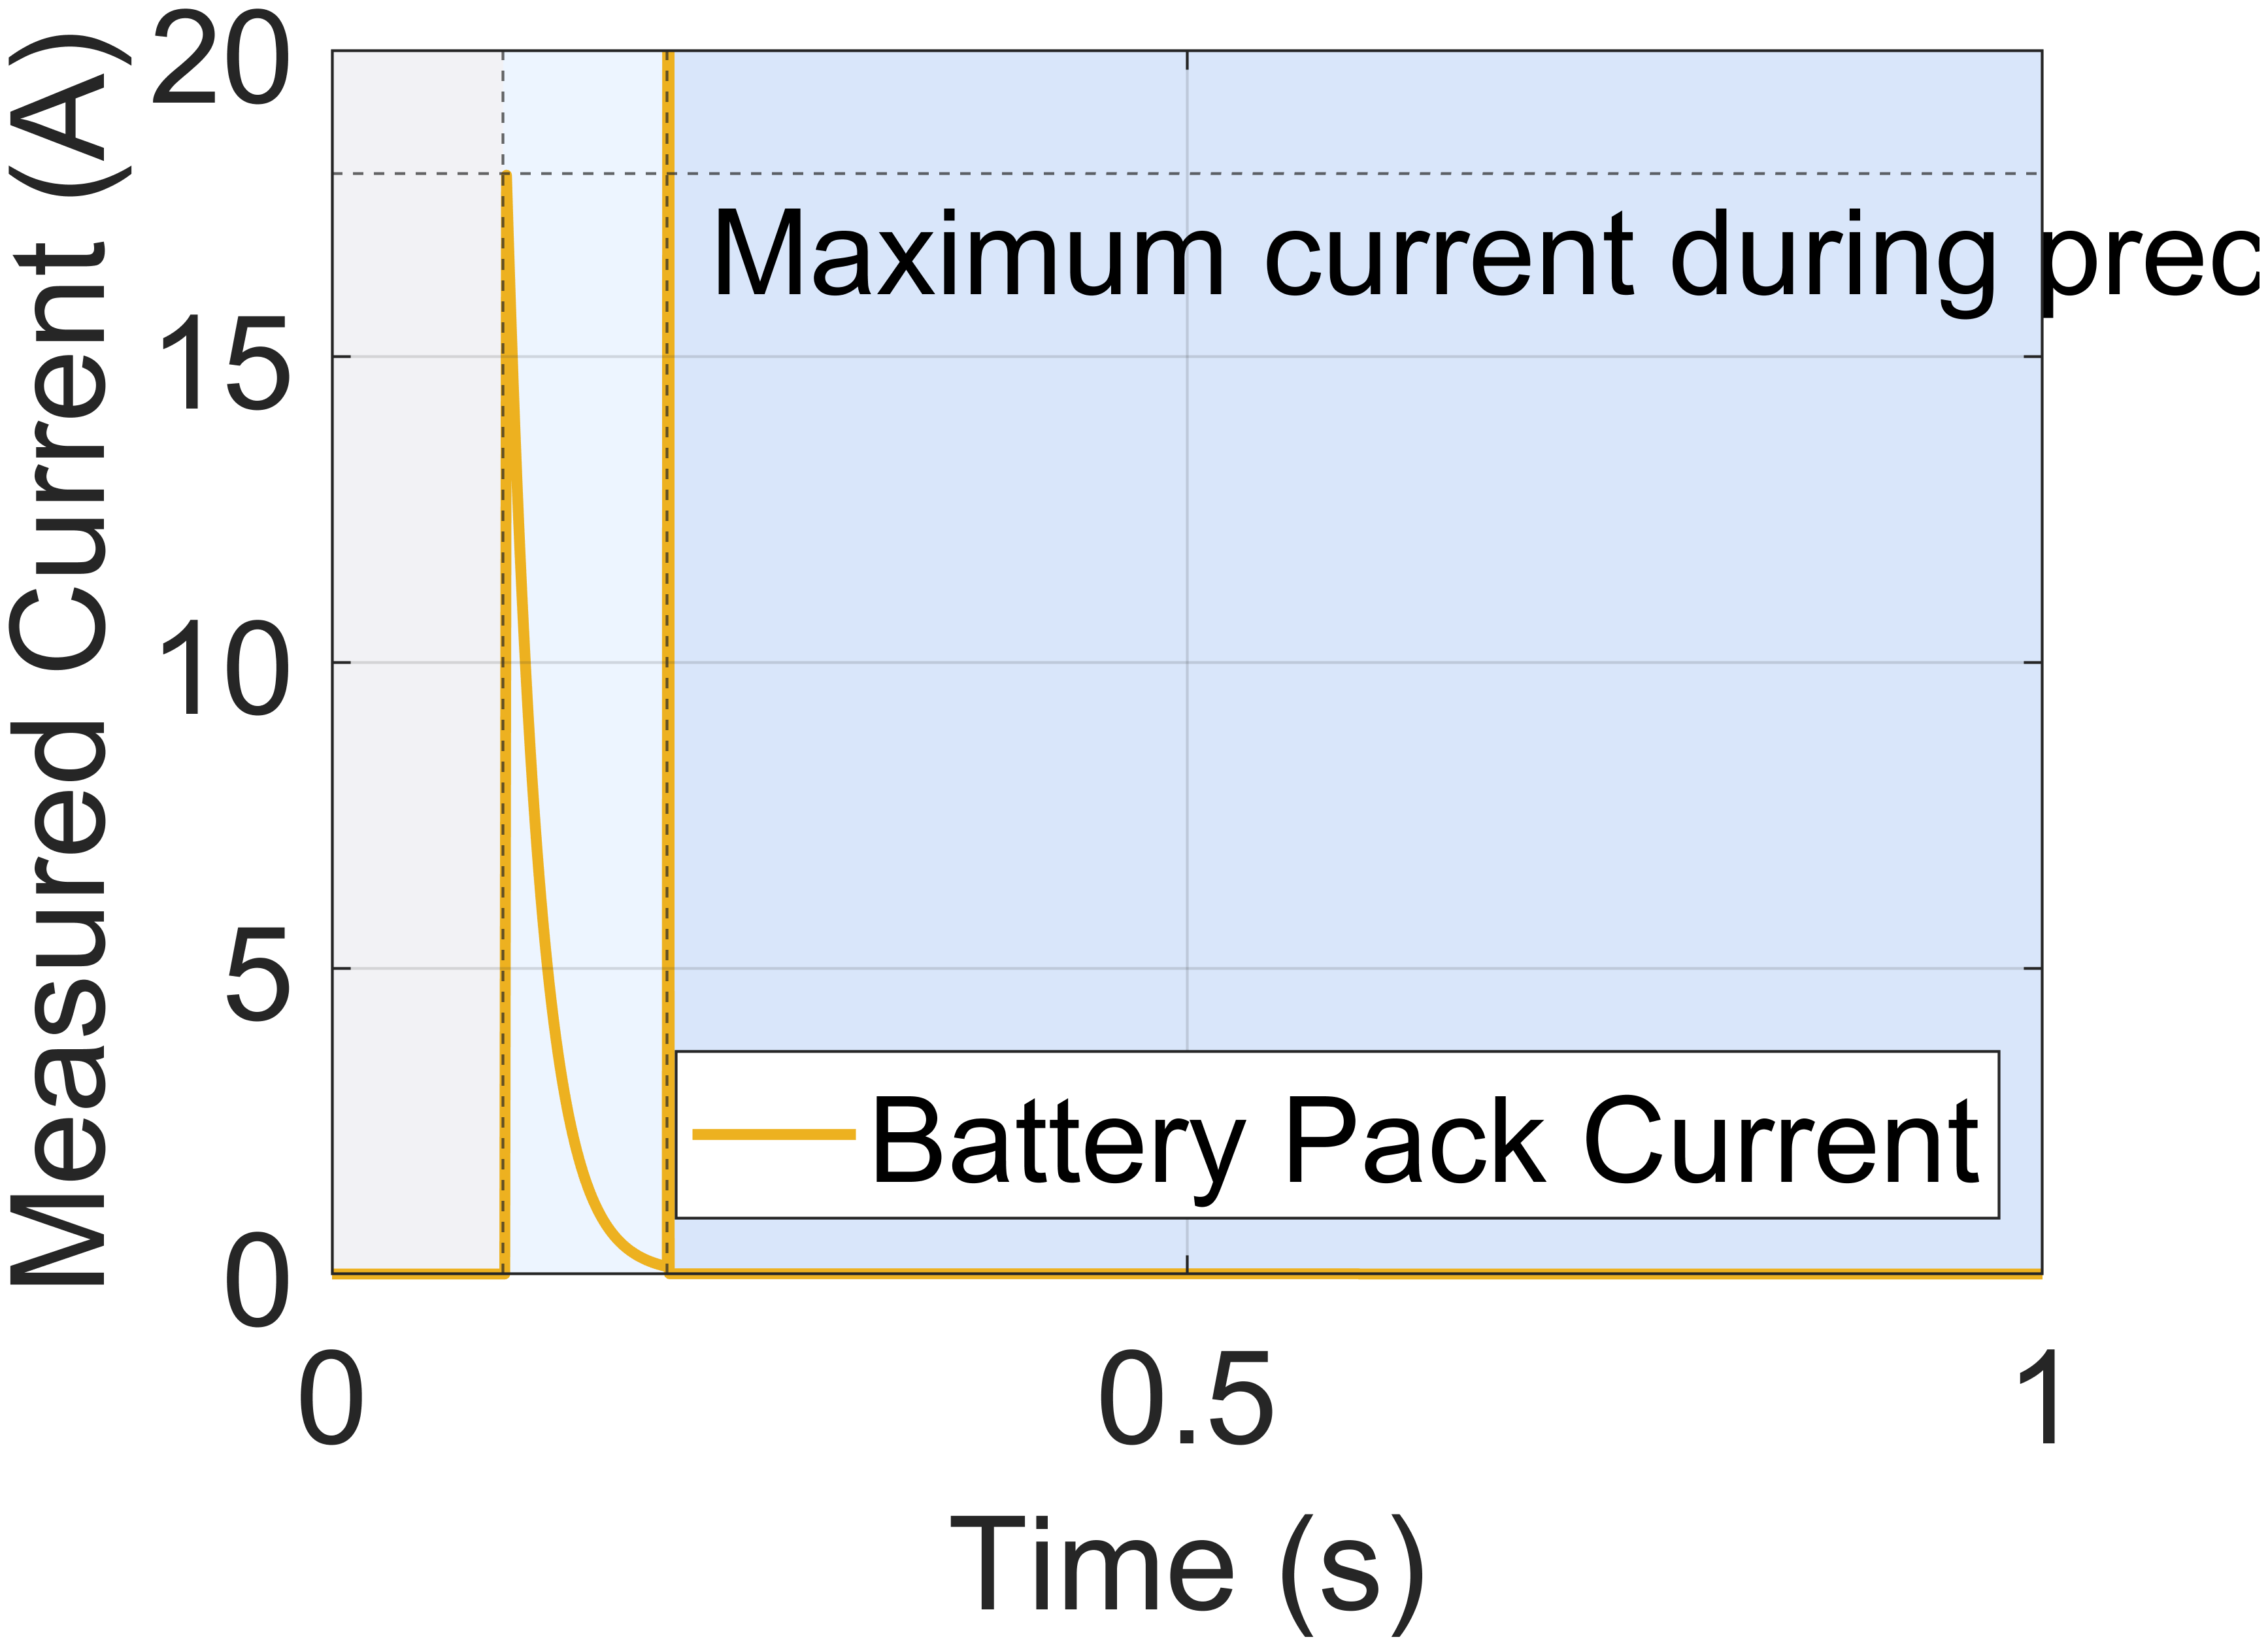 Measured Current (A)
20
15
10
5
0
Maximum current during prec
Battery Pack Current
0
0.5
1
Time (s)